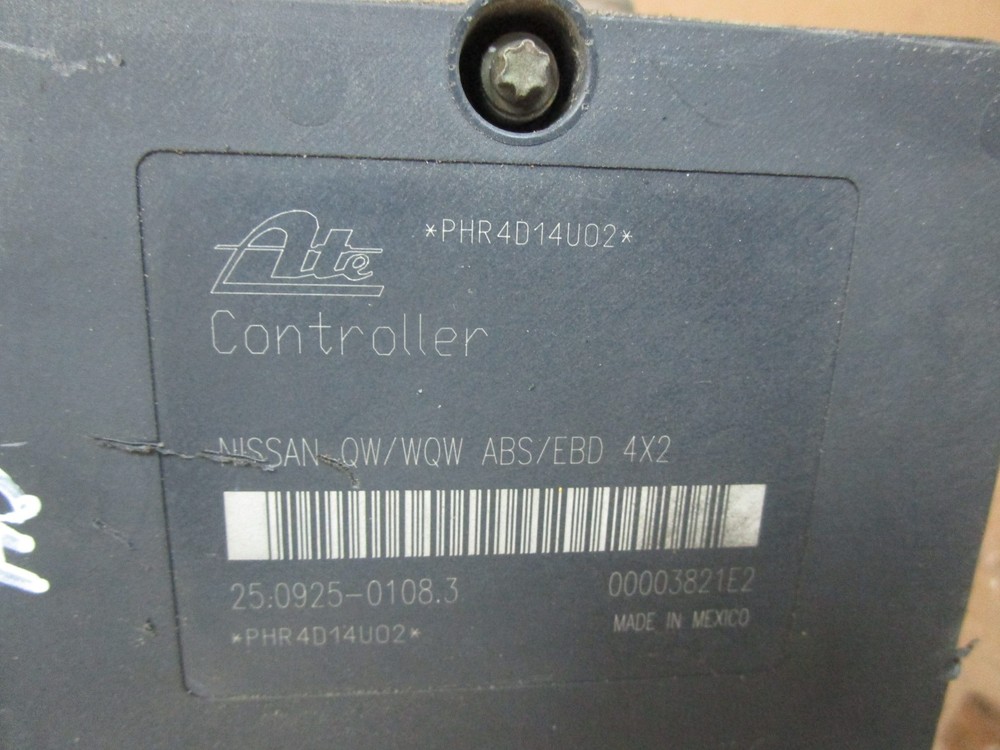 Ate
*PHR4D14U02*
Controller
NISSAN QW/WQW ABS/EBD 4X2
25.0925-0108.3
00003821E2
*PHR4D14U02*
MADE IN MEXICO